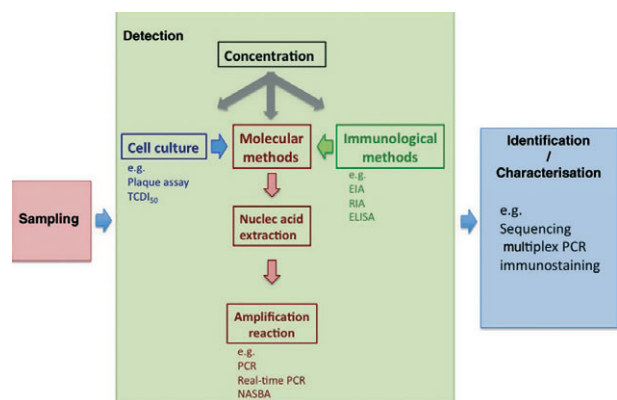 Detection
Concentration
Cell culture
e.g.
Plaque assay
TCDI₅₀
Molecular
methods
Immunological
methods
e.g.
EIA
RIA
ELISA
Nuclec acid
extraction
Amplification
reaction
e.g.
PCR
Real-time PCR
NASBA
Sampling
Identification
/
Characterisation
e.g.
Sequencing
multiplex PCR
immunostaining